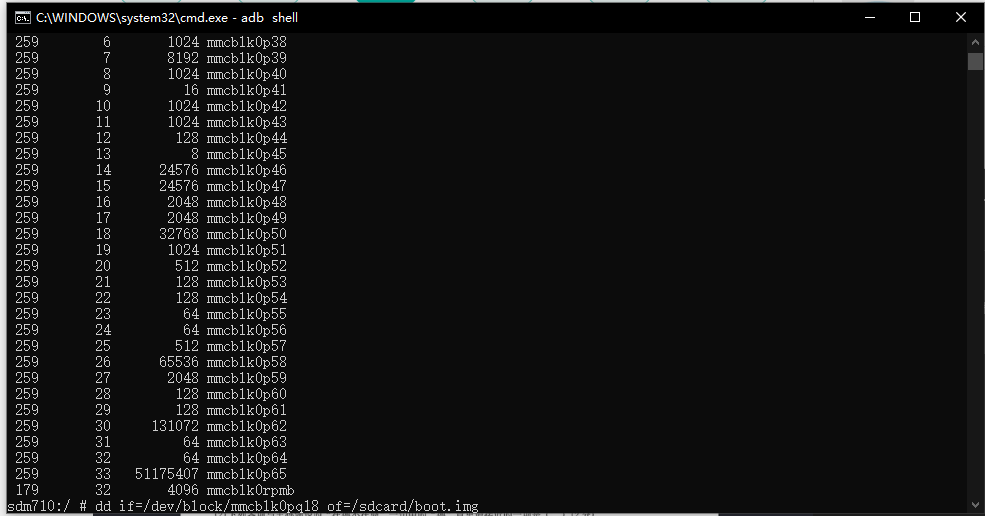 C:\WINDOWS\system32\cmd.exe - adb  shell
259 6 1024 mmcblk0p38
259 7 8192 mmcblk0p39
259 8 1024 mmcblk0p40
259 9 16 mmcblk0p41
259 10 1024 mmcblk0p42
259 11 1024 mmcblk0p43
259 12 128 mmcblk0p44
259 13 8 mmcblk0p45
259 14 24576 mmcblk0p46
259 15 24576 mmcblk0p47
259 16 2048 mmcblk0p48
259 17 2048 mmcblk0p49
259 18 32768 mmcblk0p50
259 19 1024 mmcblk0p51
259 20 512 mmcblk0p52
259 21 128 mmcblk0p53
259 22 128 mmcblk0p54
259 23 64 mmcblk0p55
259 24 64 mmcblk0p56
259 25 512 mmcblk0p57
259 26 65536 mmcblk0p58
259 27 2048 mmcblk0p59
259 28 128 mmcblk0p60
259 29 128 mmcblk0p61
259 30 131072 mmcblk0p62
259 31 64 mmcblk0p63
259 32 64 mmcblk0p64
259 33 51175407 mmcblk0p65
179 32 4096 mmcblk0rpmb
sdm710:/ # dd if=/dev/block/mmcblk0pq18 of=/sdcard/boot.img